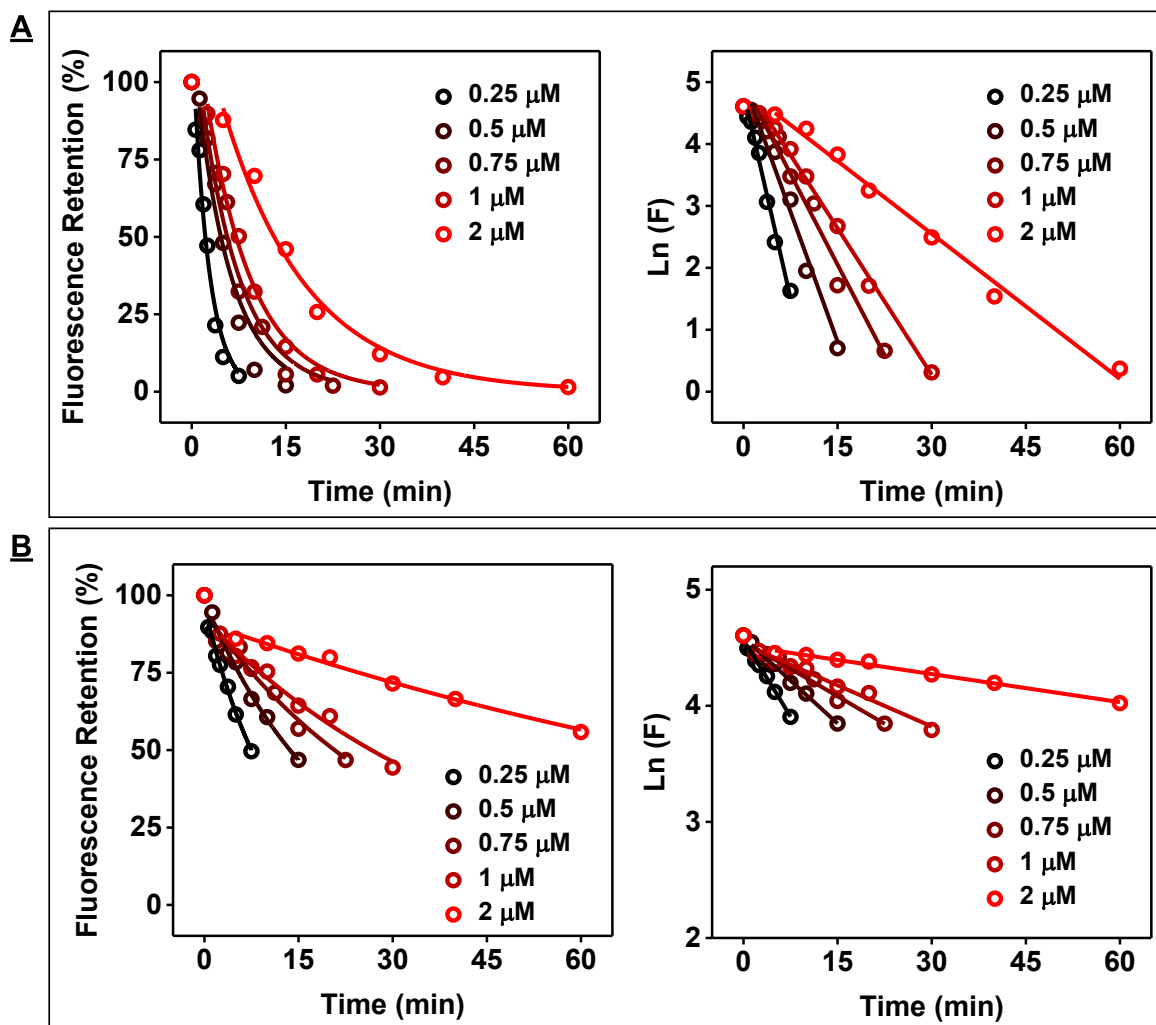 A
Fluorescence Retention (%)
100
75
50
25
0
0 15 30 45 60
Time (min)
0.25 μM
0.5 μM
0.75 μM
1 μM
2 μM
Ln (F)
5
4
3
2
1
0
0 15 30 45 60
Time (min)
0.25 μM
0.5 μM
0.75 μM
1 μM
2 μM
B
Fluorescence Retention (%)
100
75
50
25
0
0 15 30 45 60
Time (min)
0.25 μM
0.5 μM
0.75 μM
1 μM
2 μM
Ln (F)
5
4
3
2
0 15 30 45 60
Time (min)
0.25 μM
0.5 μM
0.75 μM
1 μM
2 μM